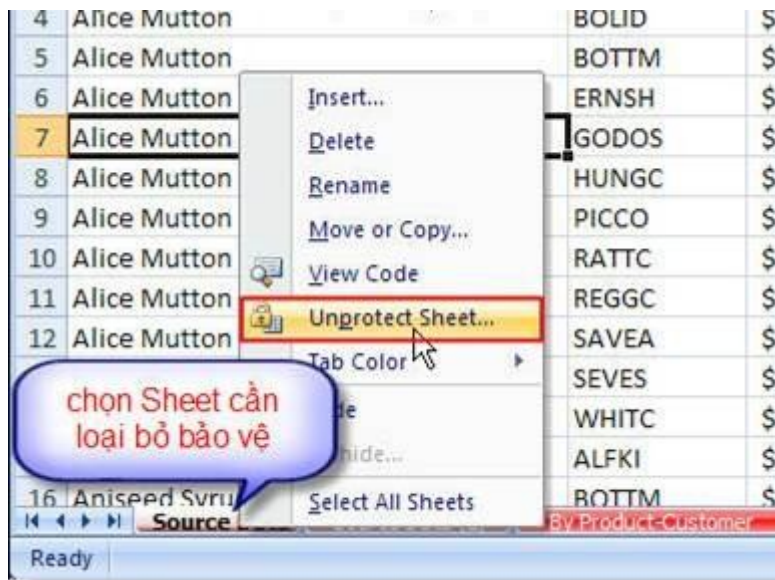 4 Alice Mutton BOLID $
5 Alice Mutton BOTTM $
6 Alice Mutton Insert... ERNSH $
7 Alice Mutton Delete GODOS $
8 Alice Mutton Rename HUNGC $
9 Alice Mutton Move or Copy... PICCO $
10 Alice Mutton View Code RATTC $
11 Alice Mutton Unprotect Sheet... REGGC $
12 Alice Mutton Tab Color SAVEA $
chọn Sheet cần SEVES $
loại bỏ bảo vệ WHITC $
ALFKI $
16 Aniseed Syru Select All Sheets BOTTM $
Source By Product-Customer
Ready